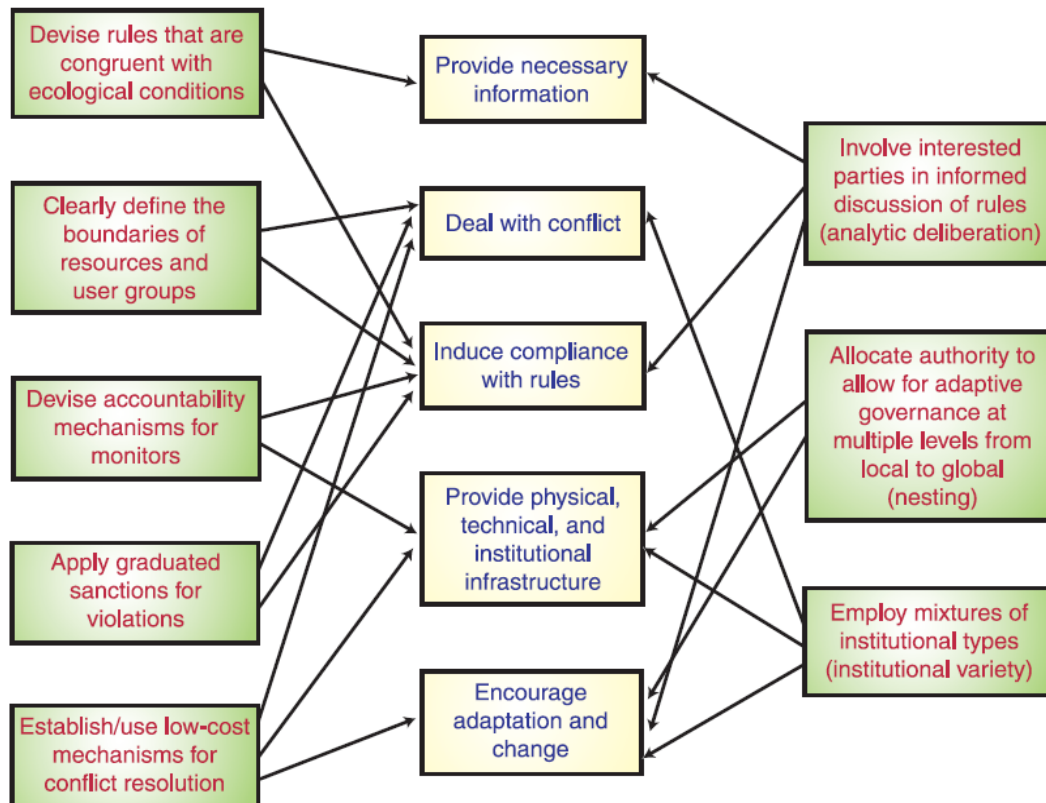 Devise rules that are
congruent with
ecological conditions
Clearly define the
boundaries of
resources and
user groups
Devise accountability
mechanisms for
monitors
Apply graduated
sanctions for
violations
Establish/use low-cost
mechanisms for
conflict resolution
Provide necessary
information
Deal with conflict
Induce compliance
with rules
Provide physical,
technical, and
institutional
infrastructure
Encourage
adaptation and
change
Involve interested
parties in informed
discussion of rules
(analytic deliberation)
Allocate authority to
allow for adaptive
governance at
multiple levels from
local to global
(nesting)
Employ mixtures of
institutional types
(institutional variety)